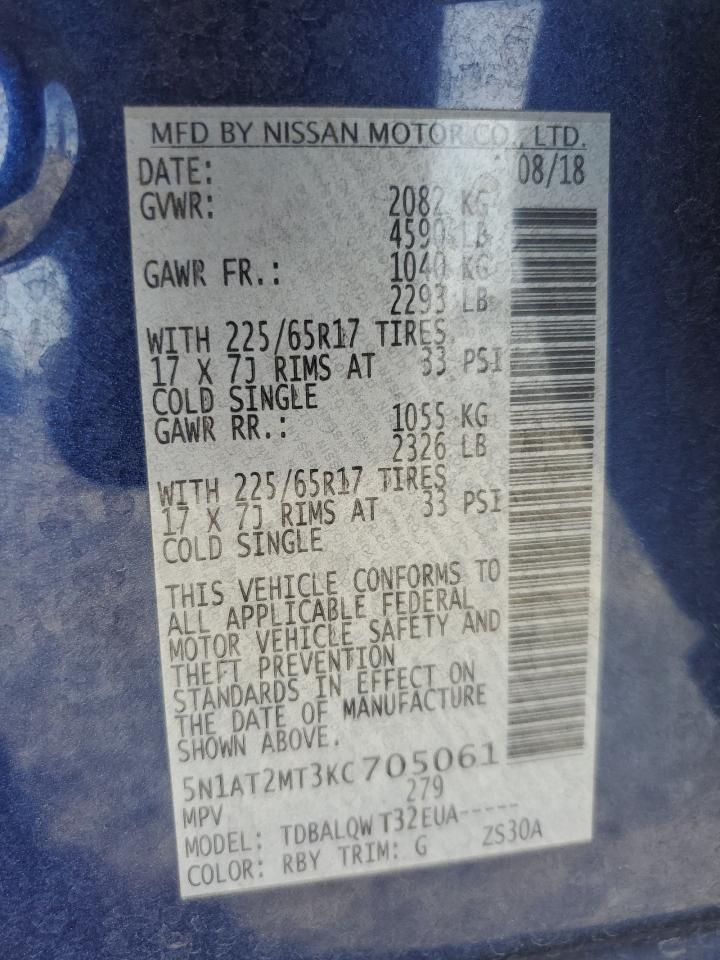 MFD BY NISSAN MOTOR CO., LTD.
DATE: 08/18
GVWR: 2082 KG
4590 LB
GAWR FR.: 1040 KG
2293 LB
WITH 225/65R17 TIRES
17 X 7J RIMS AT 33 PSI
COLD SINGLE
GAWR RR.: 1055 KG
2326 LB
WITH 225/65R17 TIRES
17 X 7J RIMS AT 33 PSI
COLD SINGLE
THIS VEHICLE CONFORMS TO
ALL APPLICABLE FEDERAL
MOTOR VEHICLE SAFETY AND
THEFT PREVENTION
STANDARDS IN EFFECT ON
THE DATE OF MANUFACTURE
SHOWN ABOVE.
5N1AT2MT3KC705061
MPV 279
MODEL: TDBALQW T32EUA-----
COLOR: RBY TRIM: G ZS30A